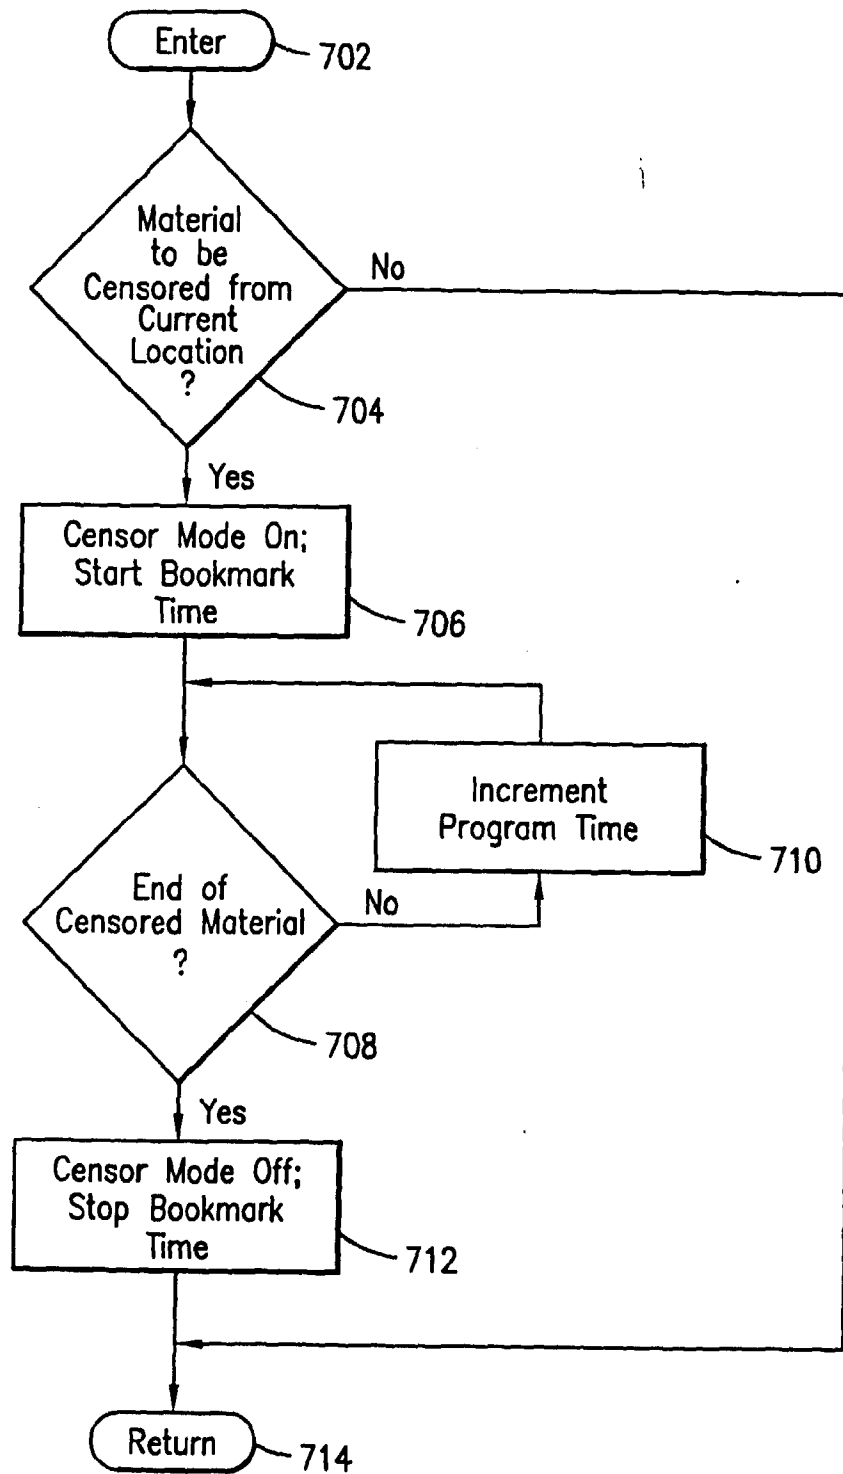 Enter
702
Material
to be
Censored from
Current
Location
?
No
704
Yes
Censor Mode On;
Start Bookmark
Time
706
Increment
Program Time
710
End of
Censored Material
?
No
708
Yes
Censor Mode Off;
Stop Bookmark
Time
712
Return
714